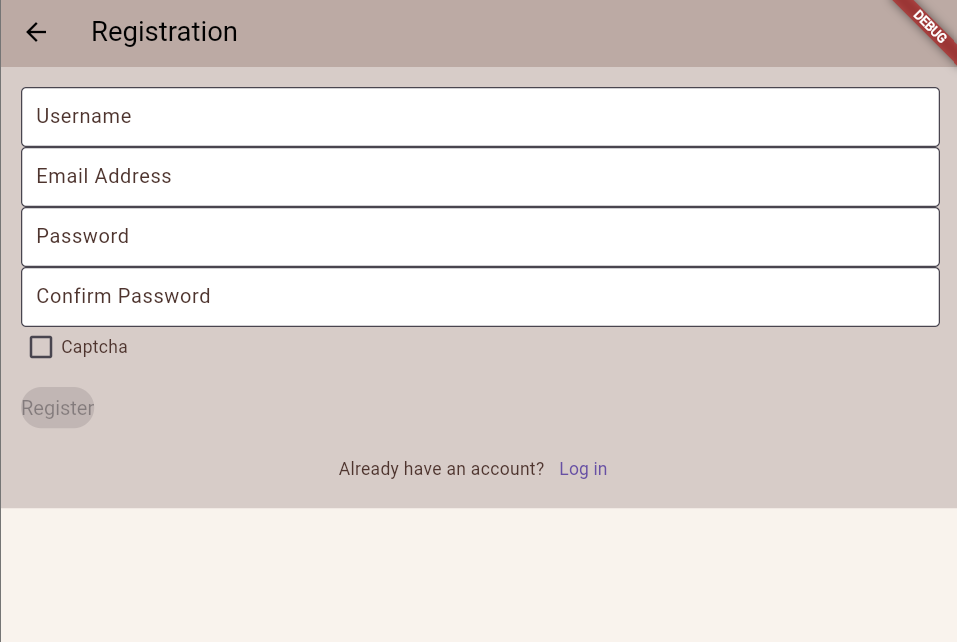 Registration
DEBUG
Username
Email Address
Password
Confirm Password
Captcha
Register
Already have an account? Log in